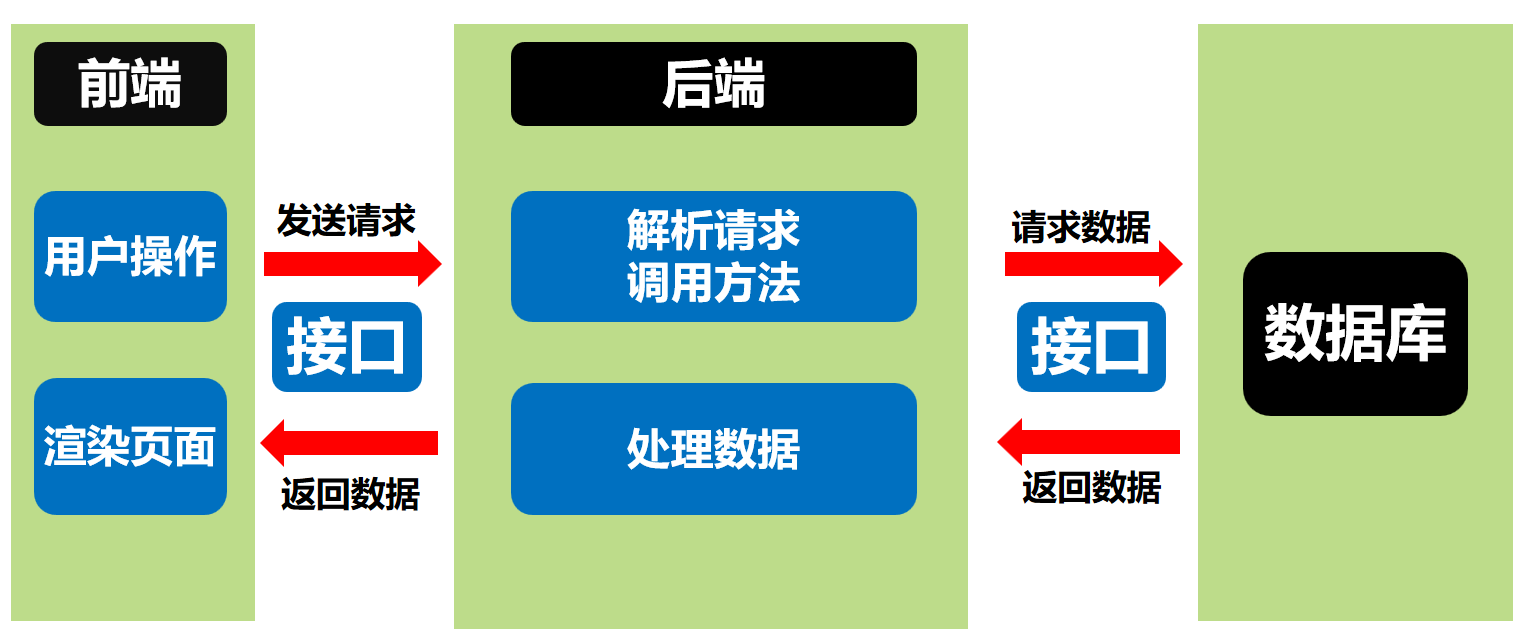 前端
后端
用户操作
发送请求
解析请求
调用方法
请求数据
接口
接口
数据库
渲染页面
处理数据
返回数据
返回数据